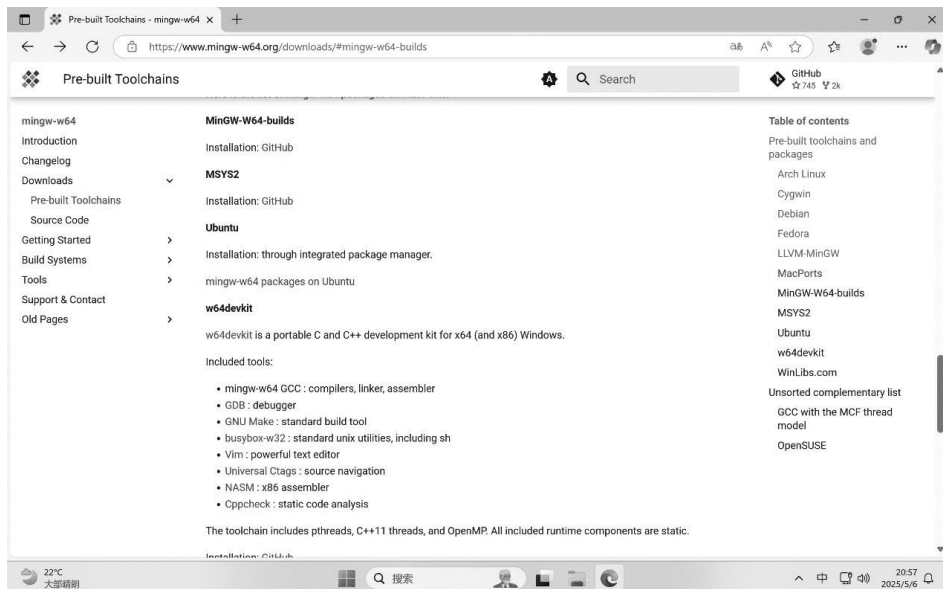 Pre-built Toolchains - mingw-w64
https://www.mingw-w64.org/downloads/#mingw-w64-builds
Pre-built Toolchains
Search
GitHub
745 2k
mingw-w64
Introduction
Changelog
Downloads
Pre-built Toolchains
Source Code
Getting Started
Build Systems
Tools
Support & Contact
Old Pages
MinGW-W64-builds
Installation: GitHub
MSYS2
Installation: GitHub
Ubuntu
Installation: through integrated package manager.
mingw-w64 packages on Ubuntu
w64devkit
w64devkit is a portable C and C++ development kit for x64 (and x86) Windows.
Included tools:
• mingw-w64 GCC : compilers, linker, assembler
• GDB : debugger
• GNU Make : standard build tool
• busybox-w32 : standard unix utilities, including sh
• Vim : powerful text editor
• Universal Ctags : source navigation
• NASM : x86 assembler
• Cppcheck : static code analysis
The toolchain includes pthreads, C++11 threads, and OpenMP. All included runtime components are static.
Installation: GitHub
Table of contents
Pre-built toolchains and
packages
Arch Linux
Cygwin
Debian
Fedora
LLVM-MinGW
MacPorts
MinGW-W64-builds
MSYS2
Ubuntu
w64devkit
WinLibs.com
Unsorted complementary list
GCC with the MCF thread
model
OpenSUSE
22°C
大部晴朗
搜索
中
20:57
2025/5/6